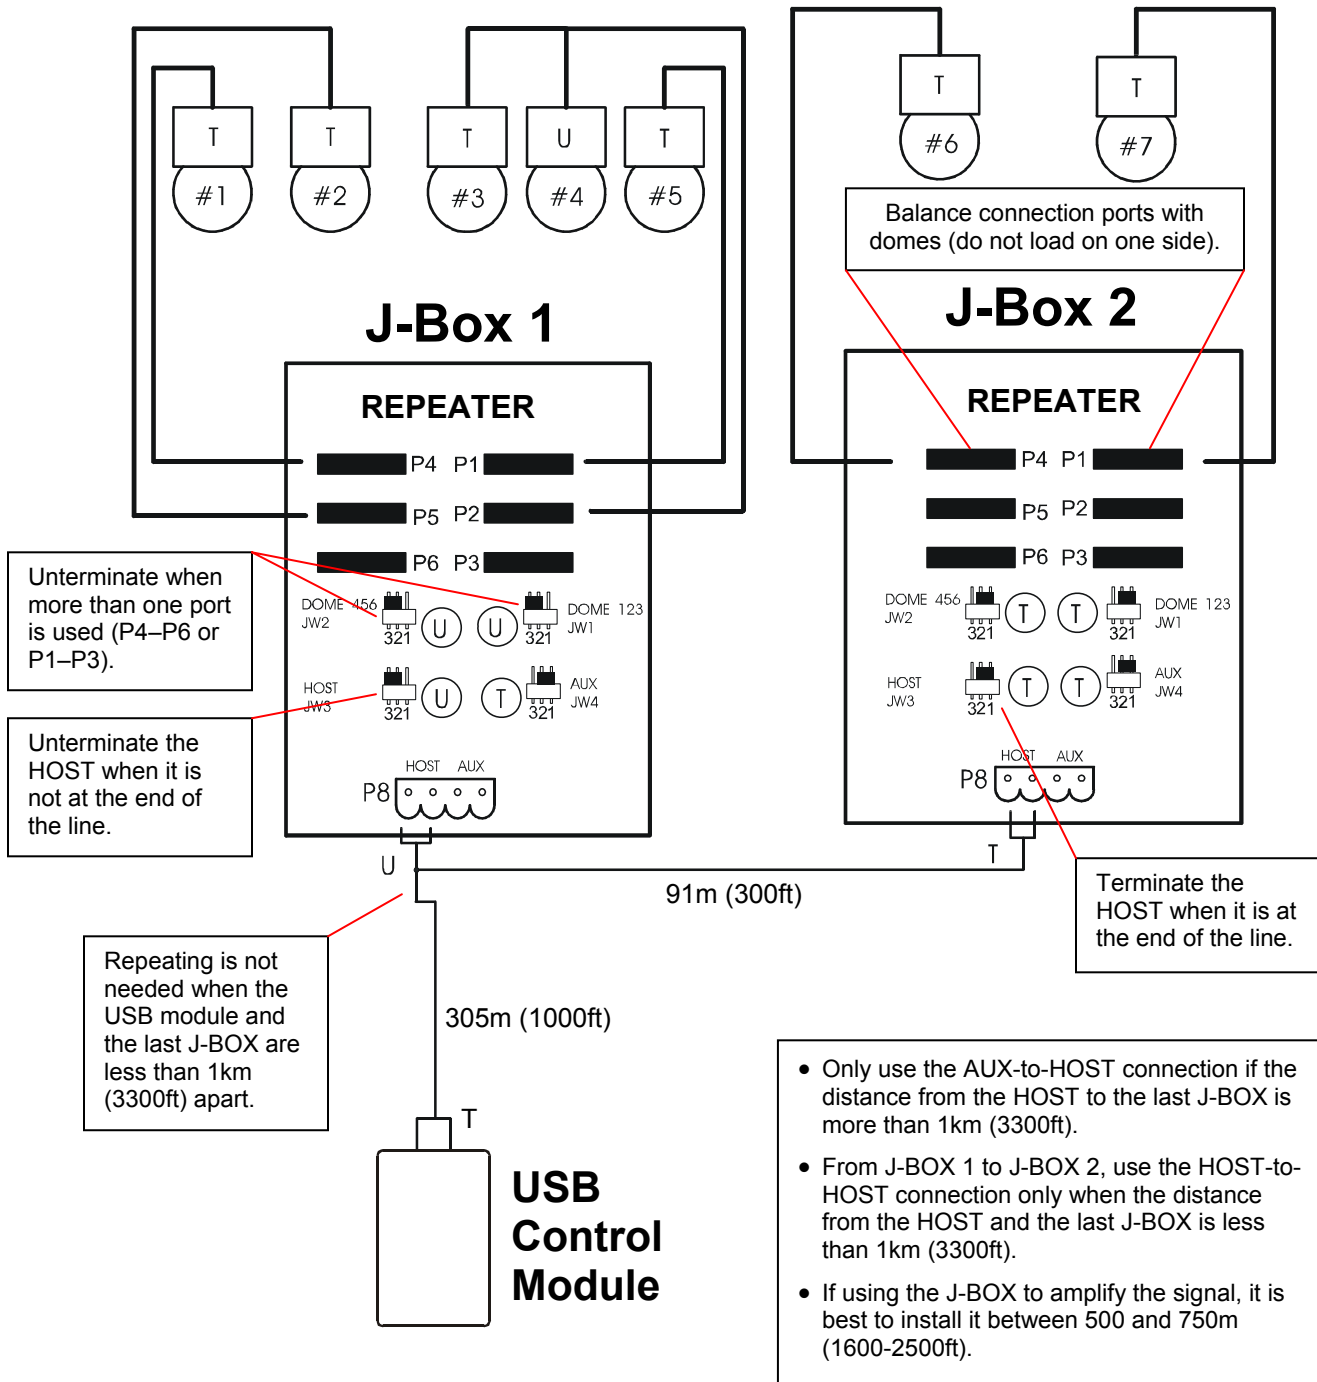 T
T
T
U
T
T
T
#1
#2
#3
#4
#5
#6
#7
Balance connection ports with
domes (do not load on one side).
J-Box 1
J-Box 2
REPEATER
REPEATER
P4 P1
P5 P2
P6 P3
P4 P1
P5 P2
P6 P3
Unterminate when
more than one port
is used (P4–P6 or
P1–P3).
DOME 456
JW2
321
U
U
321
DOME 123
JW1
HOST
JW3
321
U
T
321
AUX
JW4
DOME 456
JW2
321
T
T
321
DOME 123
JW1
HOST
JW3
321
T
T
321
AUX
JW4
Unterminate the
HOST when it is
not at the end of
the line.
HOST AUX
P8
HOST AUX
P8
U
T
91m (300ft)
Terminate the
HOST when it is at
the end of the line.
Repeating is not
needed when the
USB module and
the last J-BOX are
less than 1km
(3300ft) apart.
305m (1000ft)
T
USB
Control
Module
• Only use the AUX-to-HOST connection if the
distance from the HOST to the last J-BOX is
more than 1km (3300ft).
• From J-BOX 1 to J-BOX 2, use the HOST-to-
HOST connection only when the distance
from the HOST and the last J-BOX is less
than 1km (3300ft).
• If using the J-BOX to amplify the signal, it is
best to install it between 500 and 750m
(1600-2500ft).